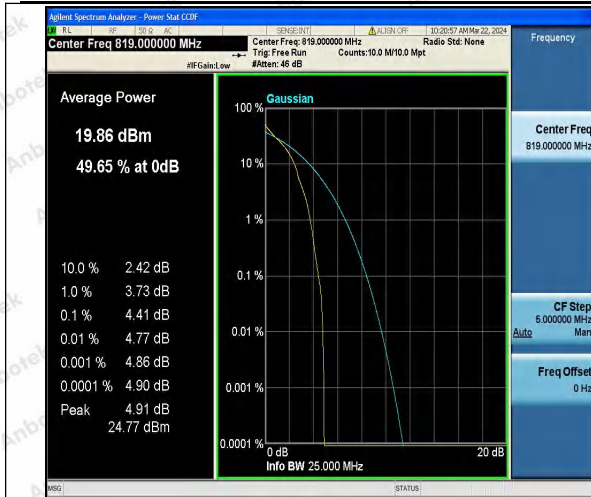 Agilent Spectrum Analyzer - Power Stat CCDF
RL RF 50 Ω AC SENSE:INT ALIGN OFF 10:20:57 AM Mar 22, 2024
Center Freq 819.000000 MHz
Center Freq: 819.000000 MHz Radio Std: None
Trig: Free Run Counts:10.0 M/10.0 Mpt
#IFGain:Low #Atten: 46 dB
Frequency
Average Power
19.86 dBm
49.65 % at 0dB
10.0 % 2.42 dB
1.0 % 3.73 dB
0.1 % 4.41 dB
0.01 % 4.77 dB
0.001 % 4.86 dB
0.0001 % 4.90 dB
Peak 4.91 dB
24.77 dBm
Gaussian
100 %
10 %
1 %
0.1 %
0.01 %
0.001 %
0.0001 %
0 dB 20 dB
Info BW 25.000 MHz
Center Freq
819.000000 MHz
CF Step
5.000000 MHz
Auto Man
Freq Offset
0 Hz
MSG STATUS